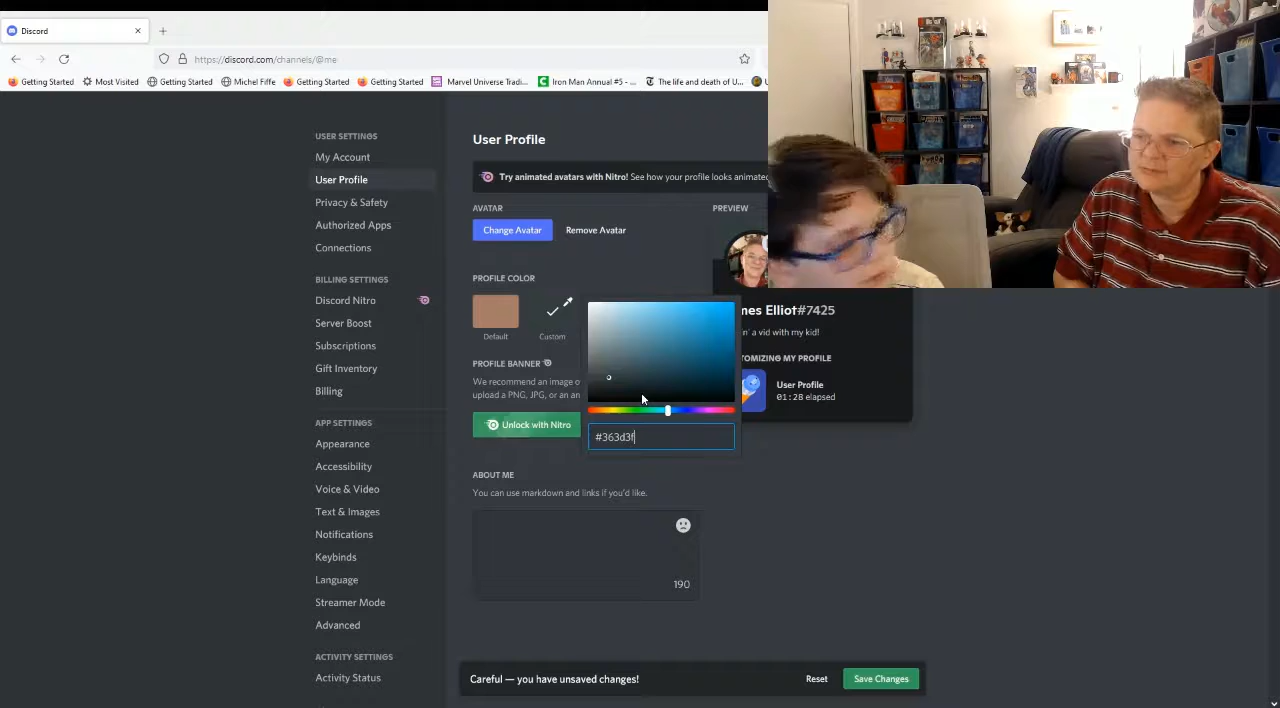 Discord
https://discord.com/channels/@me
Getting Started Most Visited Getting Started Michel Fiffe Getting Started Getting Started Marvel Universe Tradi... Iron Man Annual #5 - ... The life and death of U...
USER SETTINGS
My Account
User Profile
Privacy & Safety
Authorized Apps
Connections
BILLING SETTINGS
Discord Nitro
Server Boost
Subscriptions
Gift Inventory
Billing
APP SETTINGS
Appearance
Accessibility
Voice & Video
Text & Images
Notifications
Keybinds
Language
Streamer Mode
Advanced
ACTIVITY SETTINGS
Activity Status
User Profile
Try animated avatars with Nitro! See how your profile looks animated
AVATAR
Change Avatar Remove Avatar
PROFILE COLOR
Default Custom
PROFILE BANNER
We recommend an image o
upload a PNG, JPG, or an an
Unlock with Nitro
#363d3f
ABOUT ME
You can use markdown and links if you'd like.
190
PREVIEW
mes Elliot#7425
in' a vid with my kid!
TOMIZING MY PROFILE
User Profile
01:28 elapsed
Careful — you have unsaved changes!
Reset Save Changes